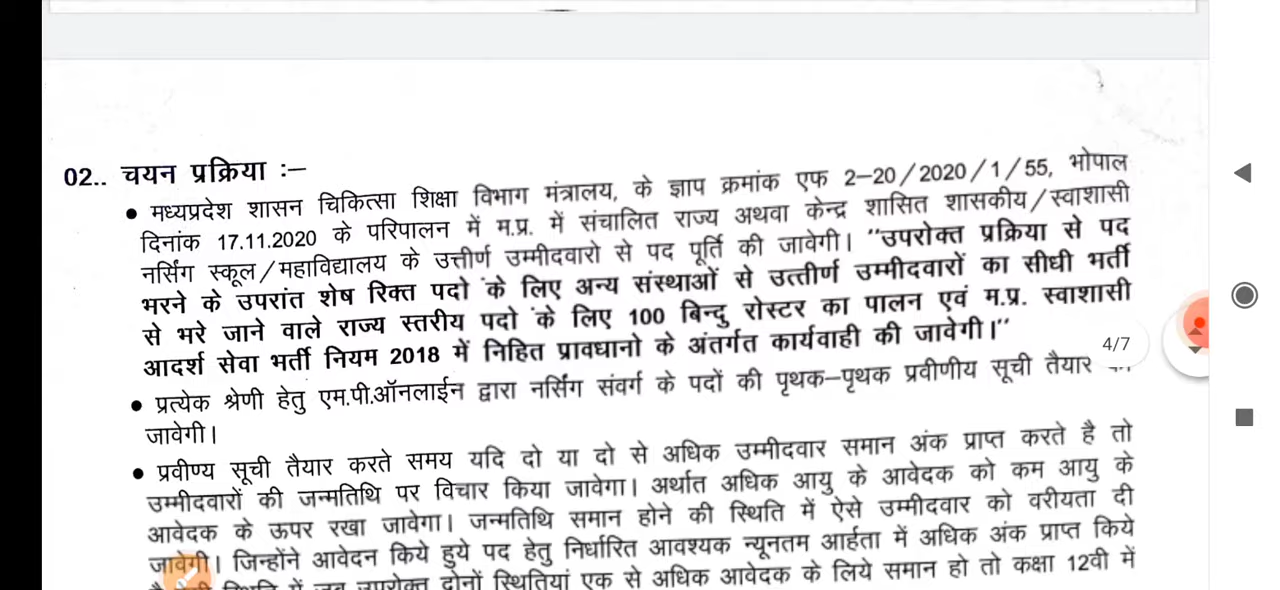 02.. चयन प्रक्रिया :–
• मध्यप्रदेश शासन चिकित्सा शिक्षा विभाग मंत्रालय, के ज्ञाप क्रमांक एफ 2–20/2020/1/55, भोपाल
दिनांक 17.11.2020 के परिपालन में म.प्र. में संचालित राज्य अथवा केन्द्र शासित शासकीय/स्वाशासी
नर्सिंग स्कूल/महाविद्यालय के उत्तीर्ण उम्मीदवारो से पद पूर्ति की जावेगी। "उपरोक्त प्रक्रिया से पद
भरने के उपरांत शेष रिक्त पदो के लिए अन्य संस्थाओं से उत्तीर्ण उम्मीदवारों का सीधी भर्ती
से भरे जाने वाले राज्य स्तरीय पदो के लिए 100 बिन्दु रोस्टर का पालन एवं म.प्र. स्वाशासी
आदर्श सेवा भर्ती नियम 2018 में निहित प्रावधानो के अंतर्गत कार्यवाही की जावेगी।"
4/7
• प्रत्येक श्रेणी हेतु एम.पी.ऑनलाईन द्वारा नर्सिंग संवर्ग के पदों की पृथक–पृथक प्रवीणीय सूची तैयार
जावेगी।
• प्रवीण्य सूची तैयार करते समय यदि दो या दो से अधिक उम्मीदवार समान अंक प्राप्त करते है तो
उम्मीदवारों की जन्मतिथि पर विचार किया जावेगा। अर्थात अधिक आयु के आवेदक को कम आयु के
आवेदक के ऊपर रखा जावेगा। जन्मतिथि समान होने की स्थिति में ऐसे उम्मीदवार को वरीयता दी
जावेगी। जिन्होने आवेदन किये हुये पद हेतु निर्धारित आवश्यक न्यूनतम आर्हता में अधिक अंक प्राप्त किये
उपरोक्त दोनों स्थितियां एक से अधिक आवेदक के लिये समान हो तो कक्षा 12वी में